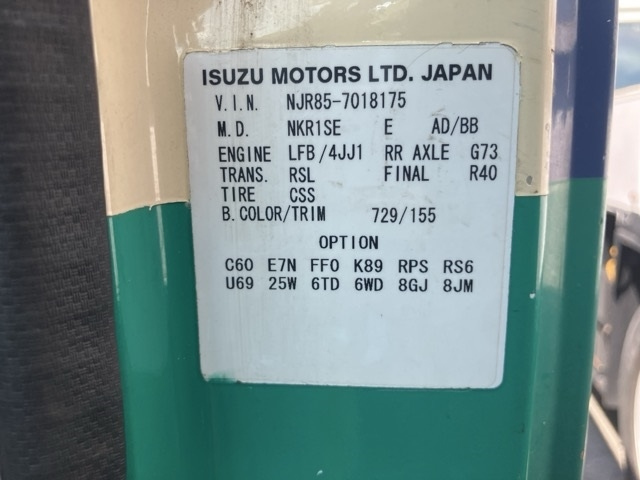 ISUZU MOTORS LTD. JAPAN
V.I.N. NJR85-7018175
M.D. NKR1SE E AD/BB
ENGINE LFB/4JJ1 RR AXLE G73
TRANS. RSL FINAL R40
TIRE CSS
B.COLOR/TRIM 729/155
OPTION
C60 E7N FF0 K89 RPS RS6
U69 25W 6TD 6WD 8GJ 8JM